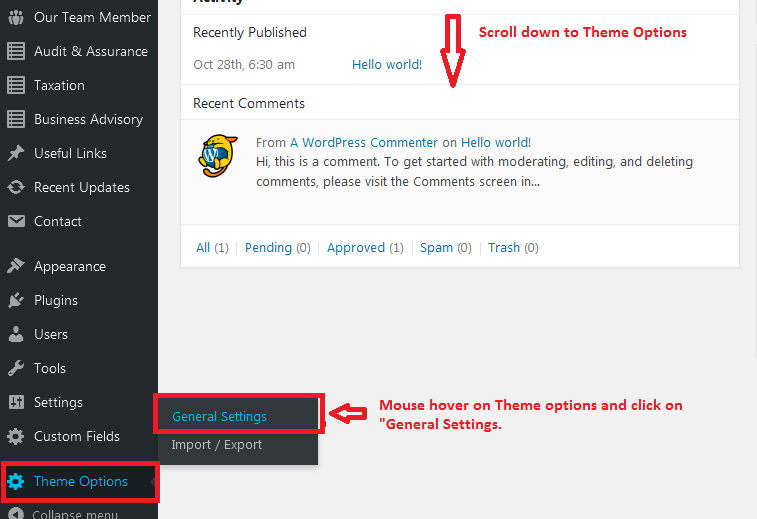 Our Team Member
Audit & Assurance
Taxation
Business Advisory
Useful Links
Recent Updates
Contact
Appearance
Plugins
Users
Tools
Settings
Custom Fields
Theme Options
Collapse menu
General Settings
Import / Export
Activity
Recently Published
Oct 28th, 6:30 am Hello world!
Recent Comments
From A WordPress Commenter on Hello world!
Hi, this is a comment. To get started with moderating, editing, and deleting
comments, please visit the Comments screen in...
All (1) | Pending (0) | Approved (1) | Spam (0) | Trash (0)
Scroll down to Theme Options
Mouse hover on Theme options and click on
"General Settings.